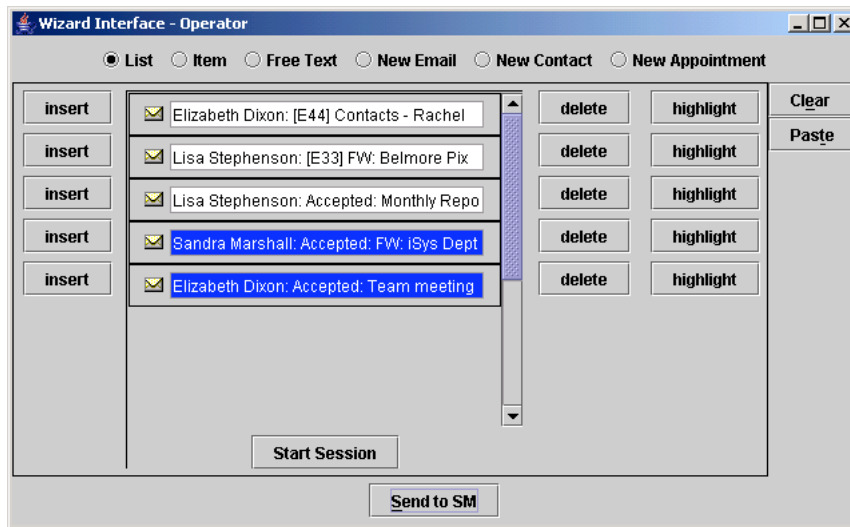 Wizard Interface - Operator
List Item Free Text New Email New Contact New Appointment
insert Elizabeth Dixon: [E44] Contacts - Rachel delete highlight Clear
insert Lisa Stephenson: [E33] FW: Belmore Pix delete highlight Paste
insert Lisa Stephenson: Accepted: Monthly Repo delete highlight
insert Sandra Marshall: Accepted: FW: iSys Dept delete highlight
insert Elizabeth Dixon: Accepted: Team meeting delete highlight
Start Session
Send to SM